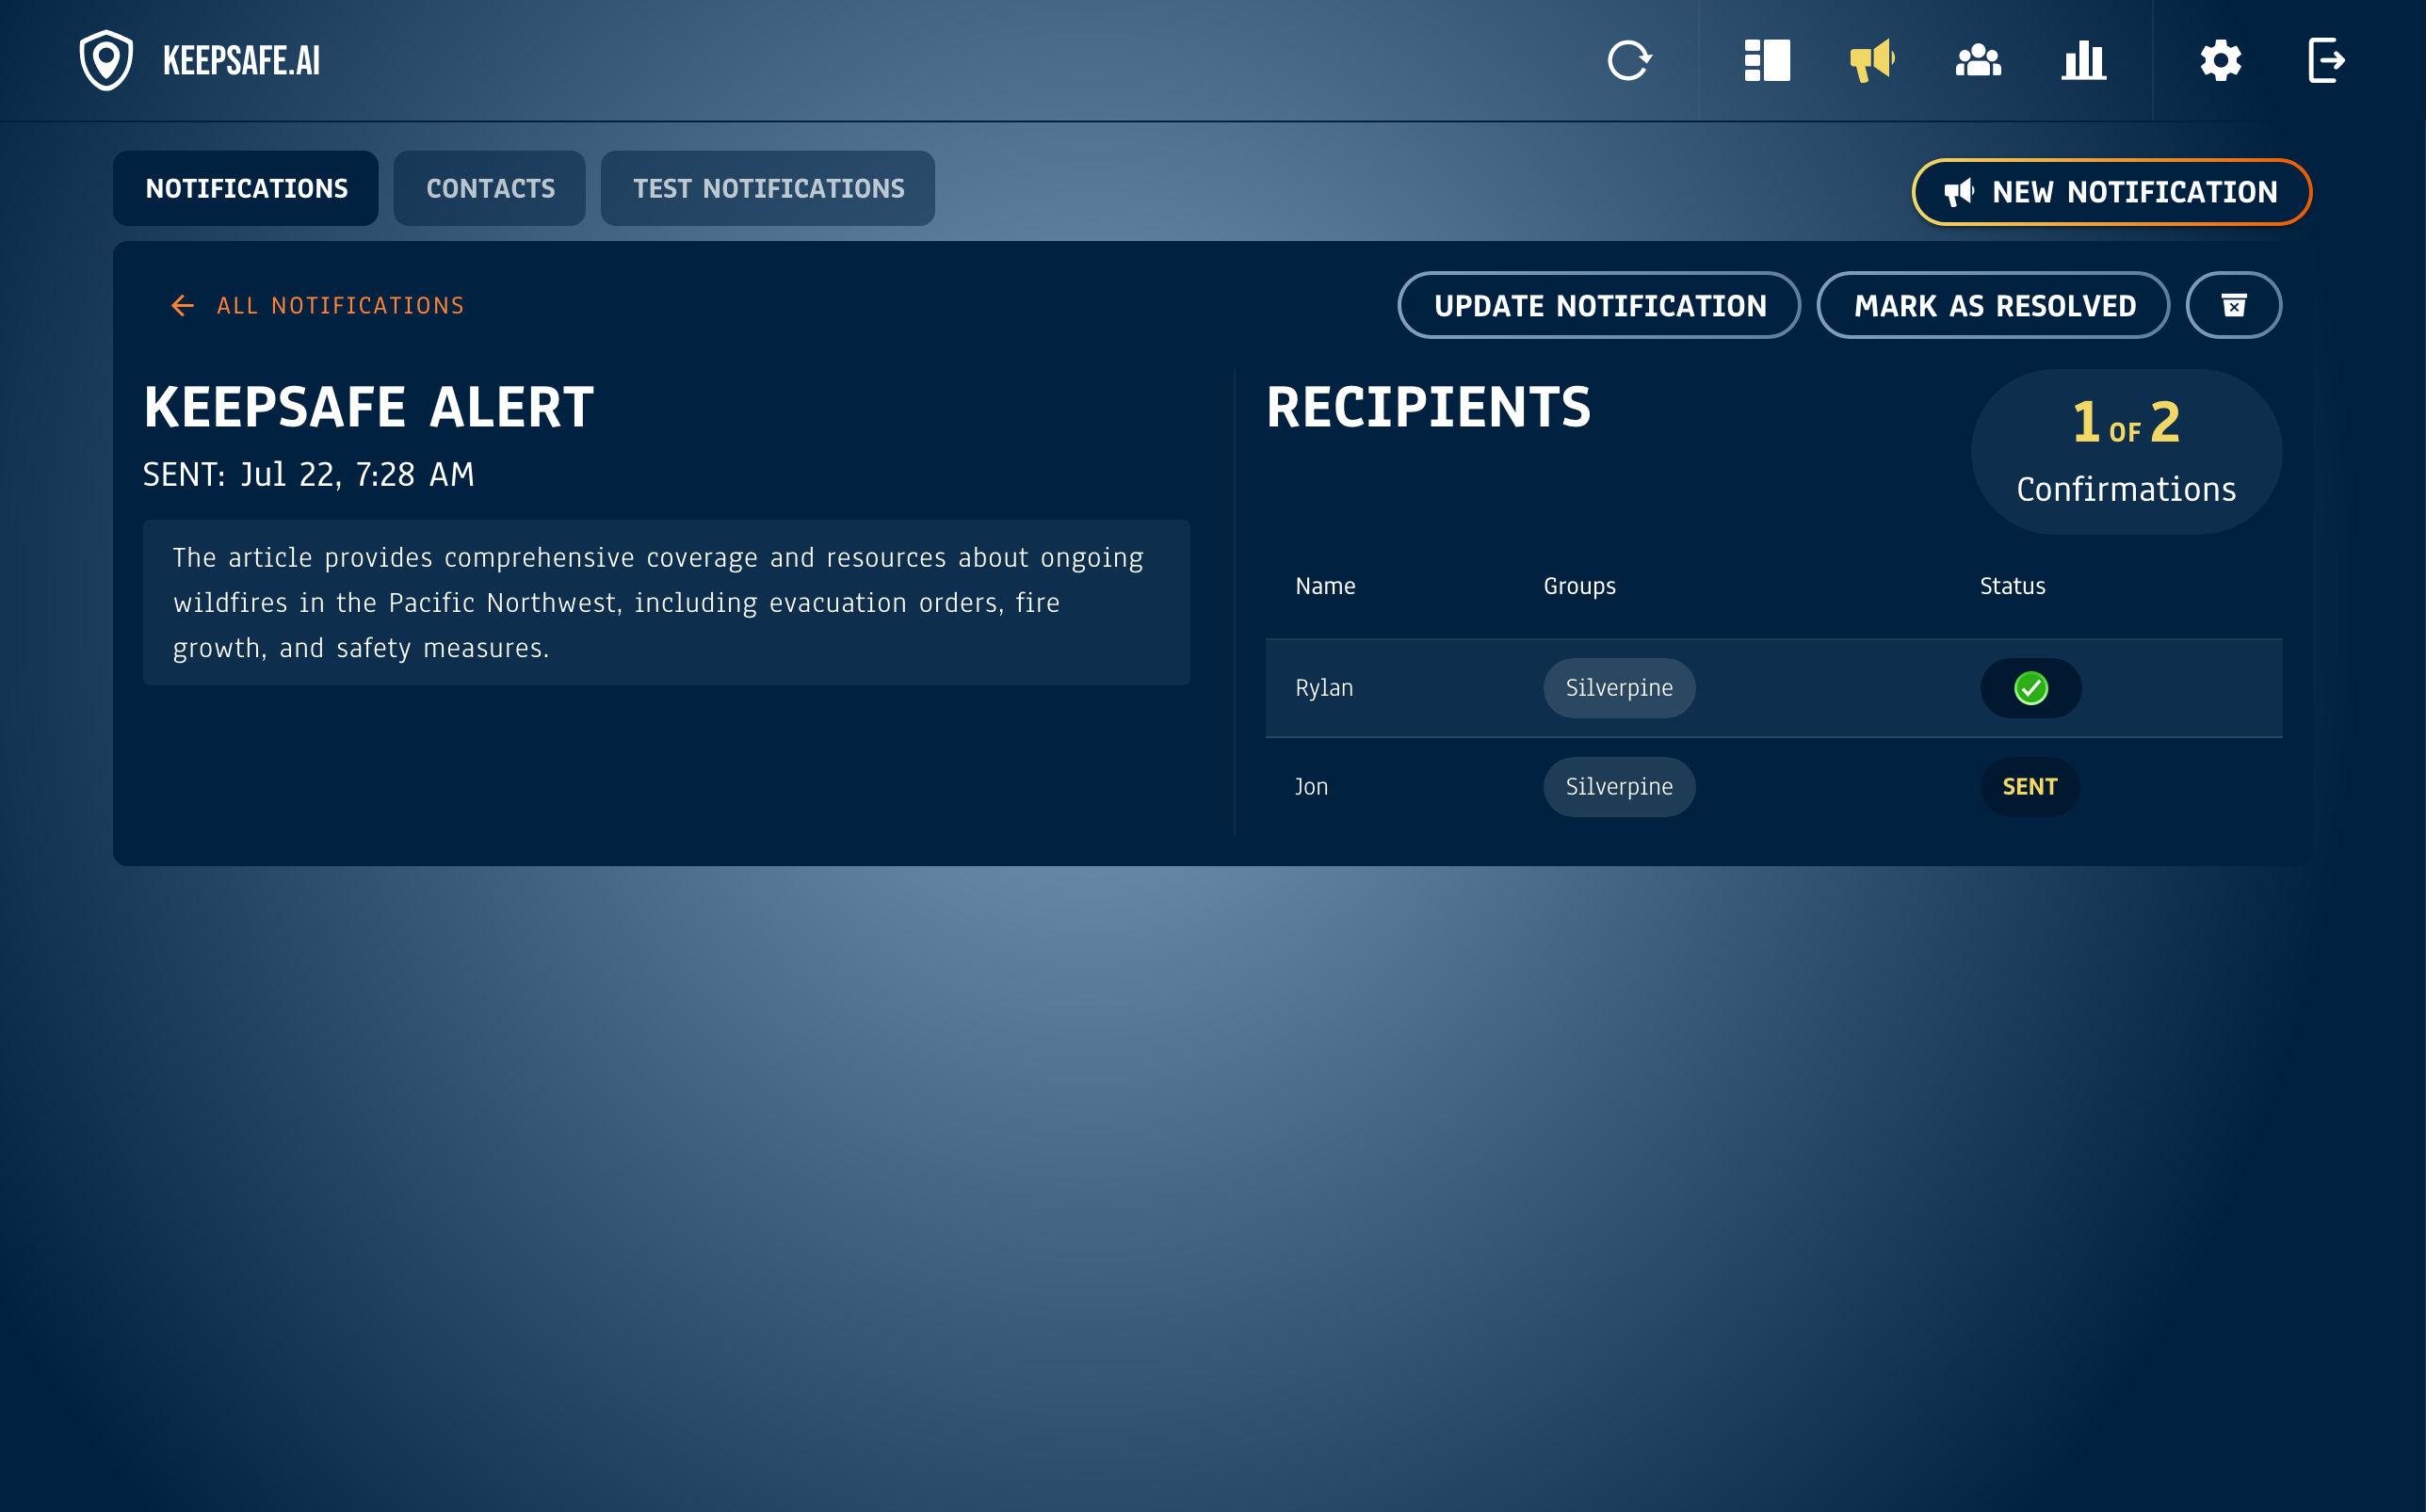 KEEPSAFE.AI
NOTIFICATIONS
CONTACTS
TEST NOTIFICATIONS
NEW NOTIFICATION
ALL NOTIFICATIONS
UPDATE NOTIFICATION
MARK AS RESOLVED
KEEPSAFE ALERT
SENT: Jul 22, 7:28 AM
The article provides comprehensive coverage and resources about ongoing
wildfires in the Pacific Northwest, including evacuation orders, fire
growth, and safety measures.
RECIPIENTS
1 OF 2
Confirmations
Name Groups Status
Rylan Silverpine
Jon Silverpine SENT